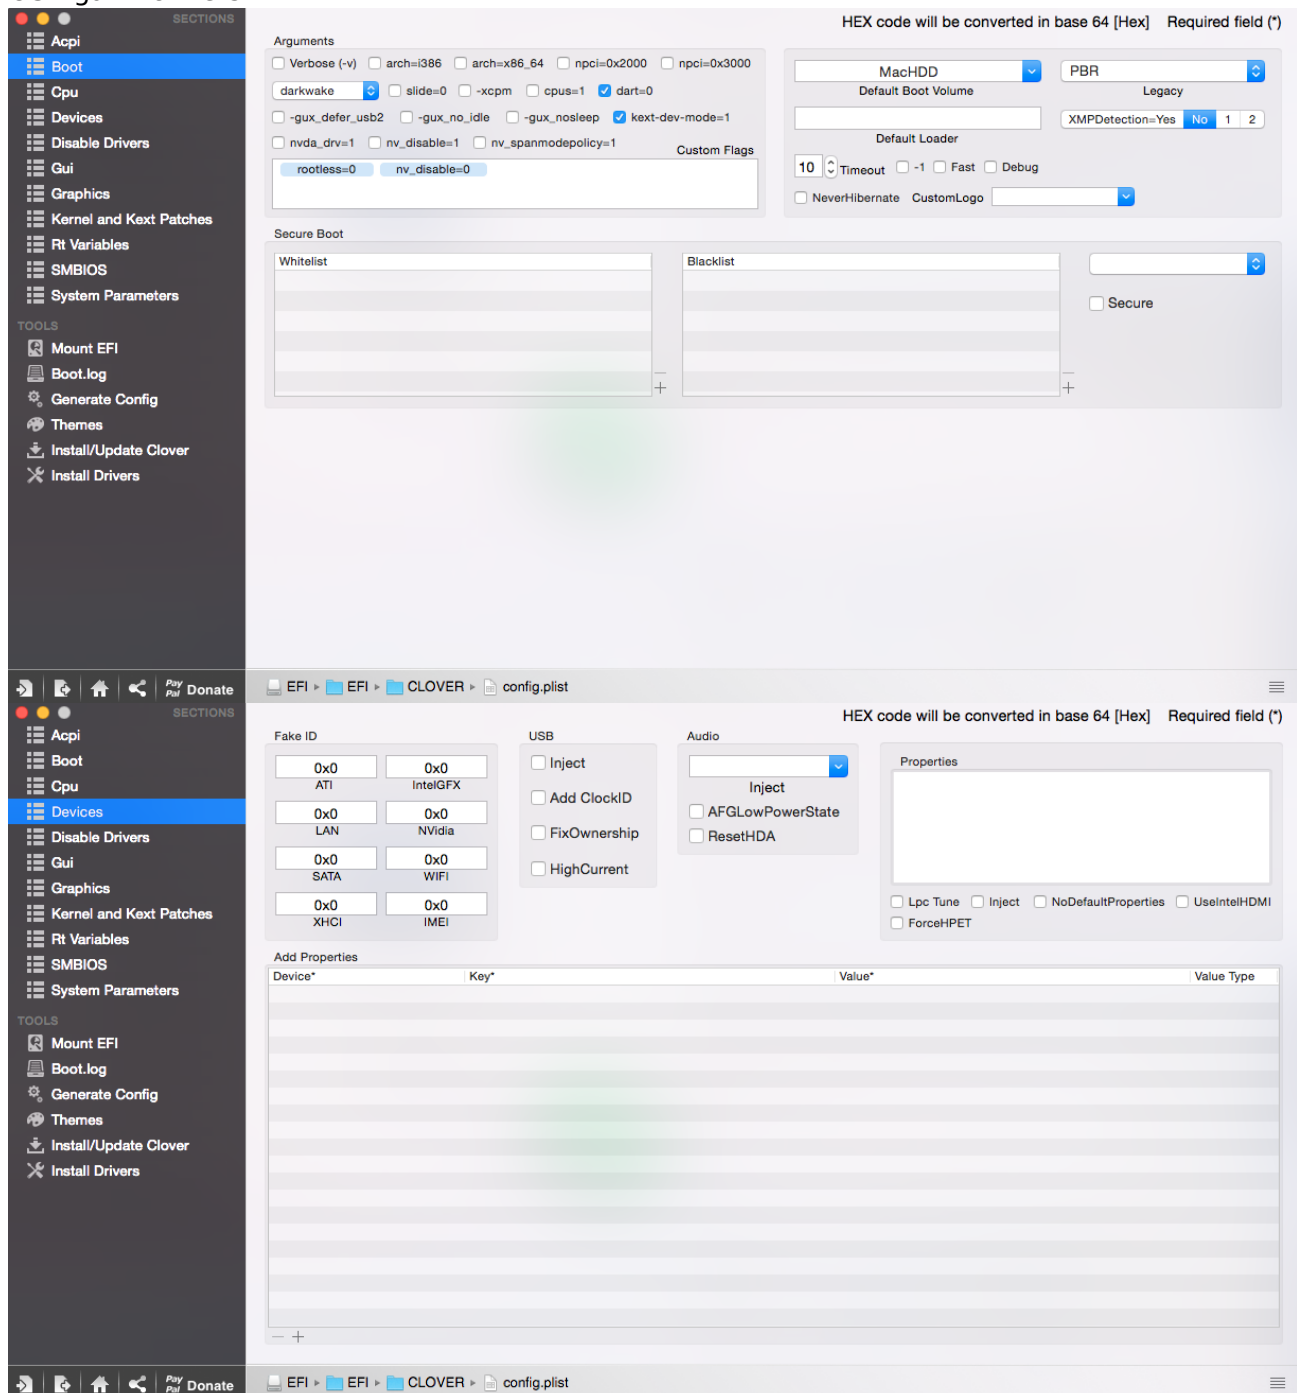 SECTIONS
HEX code will be converted in base 64 [Hex] Required field (*)
Acpi
Boot
Cpu
Devices
Disable Drivers
Gui
Graphics
Kernel and Kext Patches
Rt Variables
SMBIOS
System Parameters
TOOLS
Mount EFI
Boot.log
Generate Config
Themes
Install/Update Clover
Install Drivers
Pay
Pal Donate
Arguments
Verbose (-v) arch=i386 arch=x86_64 npci=0x2000 npci=0x3000
darkwake slide=0 -xcpm cpus=1 dart=0
-gux_defer_usb2 -gux_no_idle -gux_nosleep kext-dev-mode=1
nvda_drv=1 nv_disable=1 nv_spanmodepolicy=1 Custom Flags
rootless=0 nv_disable=0
MacHDD PBR
Default Boot Volume Legacy
XMPDetection=Yes No 1 2
Default Loader
10 Timeout -1 Fast Debug
NeverHibernate CustomLogo
Secure Boot
Whitelist Blacklist
Secure
EFI EFI CLOVER config.plist
SECTIONS
HEX code will be converted in base 64 [Hex] Required field (*)
Acpi
Boot
Cpu
Devices
Disable Drivers
Gui
Graphics
Kernel and Kext Patches
Rt Variables
SMBIOS
System Parameters
TOOLS
Mount EFI
Boot.log
Generate Config
Themes
Install/Update Clover
Install Drivers
Pay
Pal Donate
Fake ID
0x0 0x0
ATI IntelGFX
0x0 0x0
LAN NVidia
0x0 0x0
SATA WIFI
0x0 0x0
XHCI IMEI
USB
Inject
Add ClockID
FixOwnership
HighCurrent
Audio
Inject
AFGLowPowerState
ResetHDA
Properties
Lpc Tune Inject NoDefaultProperties UseIntelHDMI
ForceHPET
Add Properties
Device* Key* Value* Value Type
EFI EFI CLOVER config.plist